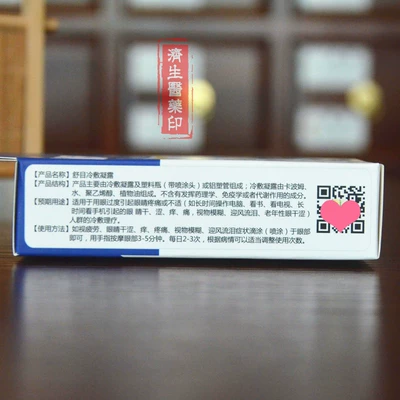 濟生醫藥印
【产品名称】舒目冷敷凝露
【产品结构】产品主要由冷敷凝露及塑料瓶（带喷涂头）或铝塑管组成；冷敷凝露由卡波姆、
水、聚乙烯醇、植物油组成。不含有发挥药理学、免疫学或者代谢作用的成分。
【预期用途】适用于用眼过度引起眼睛疼痛或不适（如长时间操作电脑、看书、看电视、长
时间看手机引起的眼睛干、涩、痒、痛，视物模糊、迎风流泪、老年性眼干涩）
人群的冷敷理疗。
【使用方法】如视疲劳、眼睛干涩、痒、疼痛、视物模糊、迎风流泪症状滴涂（喷涂）于眼部
即可，用手指按摩眼部3-5分钟。每日2-3次，根据病情可以适当调整使用次数。